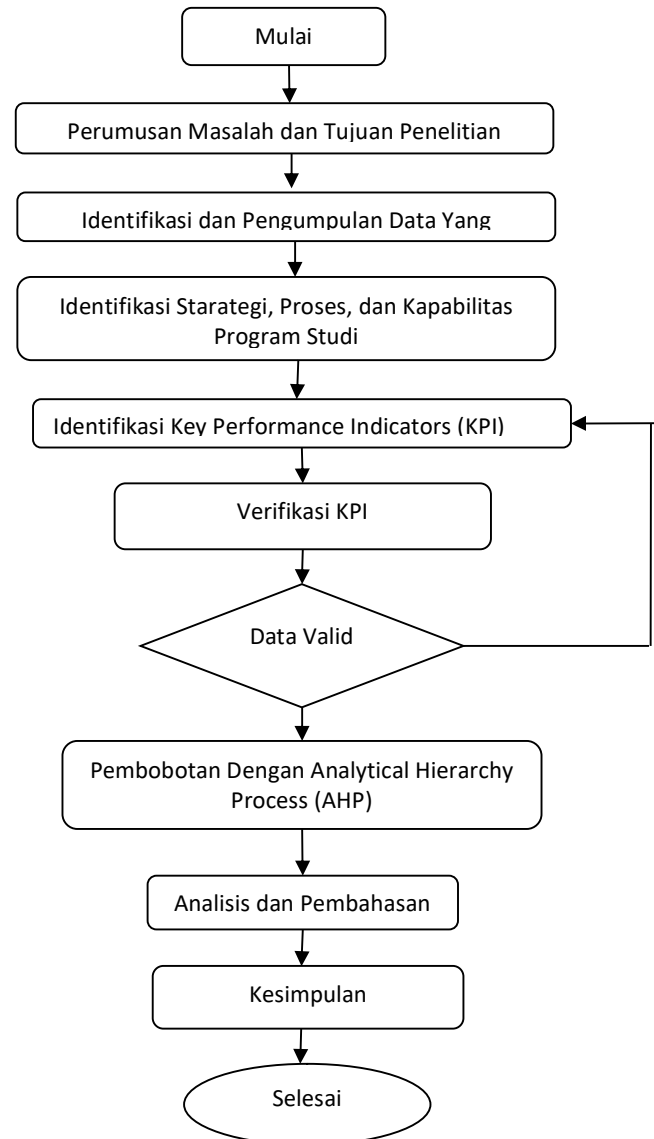 Mulai
Perumusan Masalah dan Tujuan Penelitian
Identifikasi dan Pengumpulan Data Yang
Identifikasi Starategi, Proses, dan Kapabilitas
Program Studi
Identifikasi Key Performance Indicators (KPI)
Verifikasi KPI
Data Valid
Pembobotan Dengan Analytical Hierarchy
Process (AHP)
Analisis dan Pembahasan
Kesimpulan
Selesai